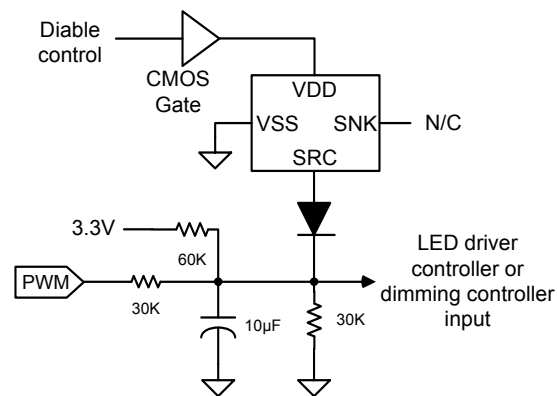 Diable
control
CMOS
Gate
VDD
VSS
SNK
N/C
SRC
3.3V
60K
LED driver
controller or
dimming controller
input
PWM
30K
10µF
30K